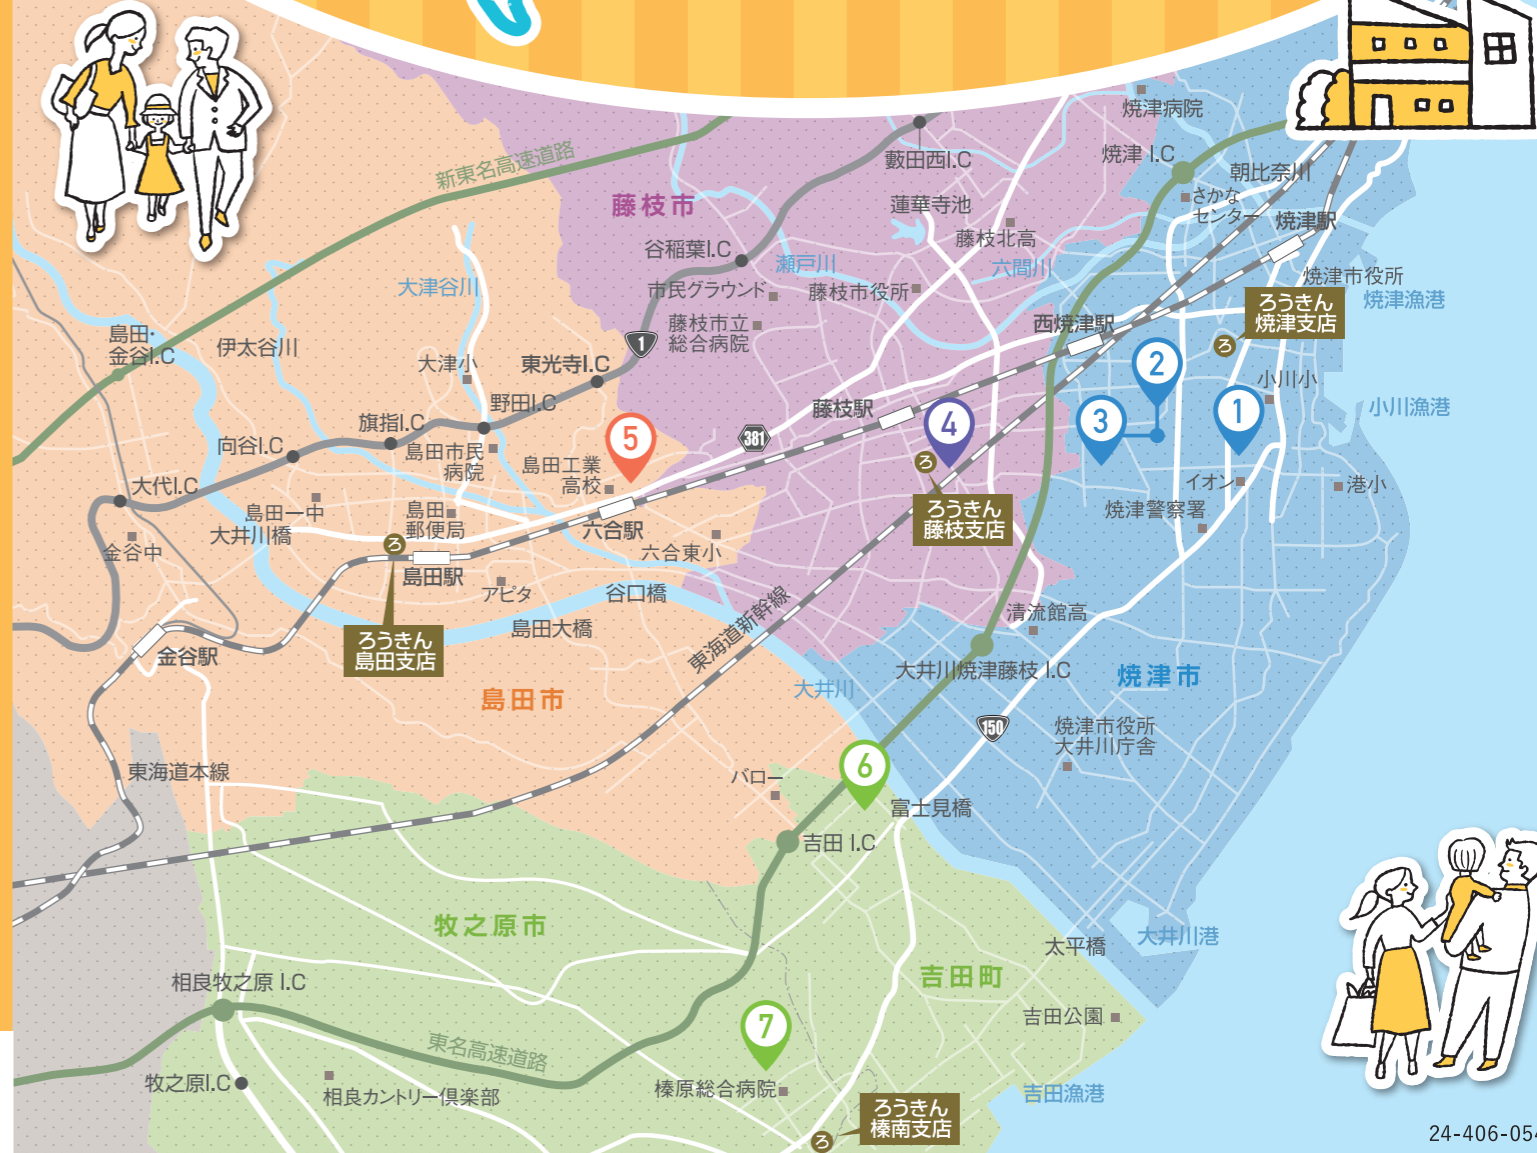 焼津病院
藪田西I.C
焼津 I.C
朝比奈川
新東名高速道路
さかな
センター
藤枝市
蓮華寺池
焼津駅
谷稲葉I.C
藤枝北高
瀬戸川
六間川
焼津市役所
大津谷川
市民グラウンド
藤枝市役所
ろうきん
焼津支店
焼津漁港
島田・
金谷I.C
伊太谷川
藤枝市立
総合病院
西焼津駅
1
ろ
大津小
東光寺I.C
2
小川小
旗指I.C
野田I.C
藤枝駅
小川漁港
向谷I.C
島田市民
病院
5
381
4
3
1
島田工業
高校
ろ
大代I.C
イオン
港小
島田一中
島田
郵便局
ろうきん
藤枝支店
焼津警察署
大井川橋
六合駅
金谷中
ろ
六合東小
島田駅
アピタ
谷口橋
清流館高
島田大橋
東海道新幹線
ろうきん
島田支店
金谷駅
大井川焼津藤枝 I.C
焼津市
島田市
大井川
150
焼津市役所
大井川庁舎
東海道本線
バロー
6
富士見橋
吉田 I.C
牧之原市
大井川港
太平橋
相良牧之原 I.C
吉田町
吉田公園
7
東名高速道路
牧之原I.C
榛原総合病院
相良カントリー倶楽部
吉田漁港
ろうきん
榛南支店
ろ
24-406-054